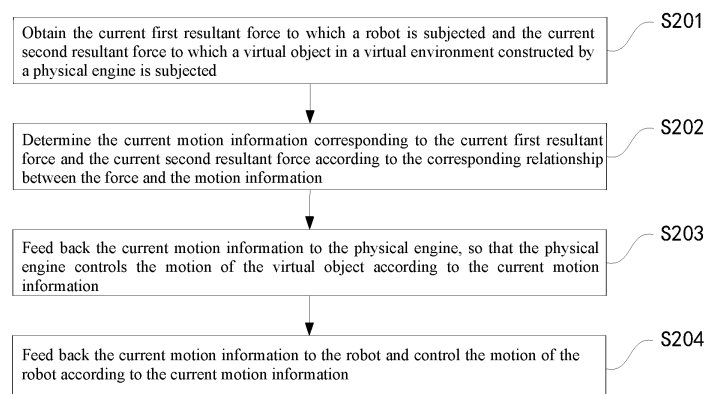 Obtain the current first resultant force to which a robot is subjected and the current
second resultant force to which a virtual object in a virtual environment constructed by
a physical engine is subjected
S201
Determine the current motion information corresponding to the current first resultant
force and the current second resultant force according to the corresponding relationship
between the force and the motion information
S202
Feed back the current motion information to the physical engine, so that the physical
engine controls the motion of the virtual object according to the current motion
information
S203
Feed back the current motion information to the robot and control the motion of the
robot according to the current motion information
S204